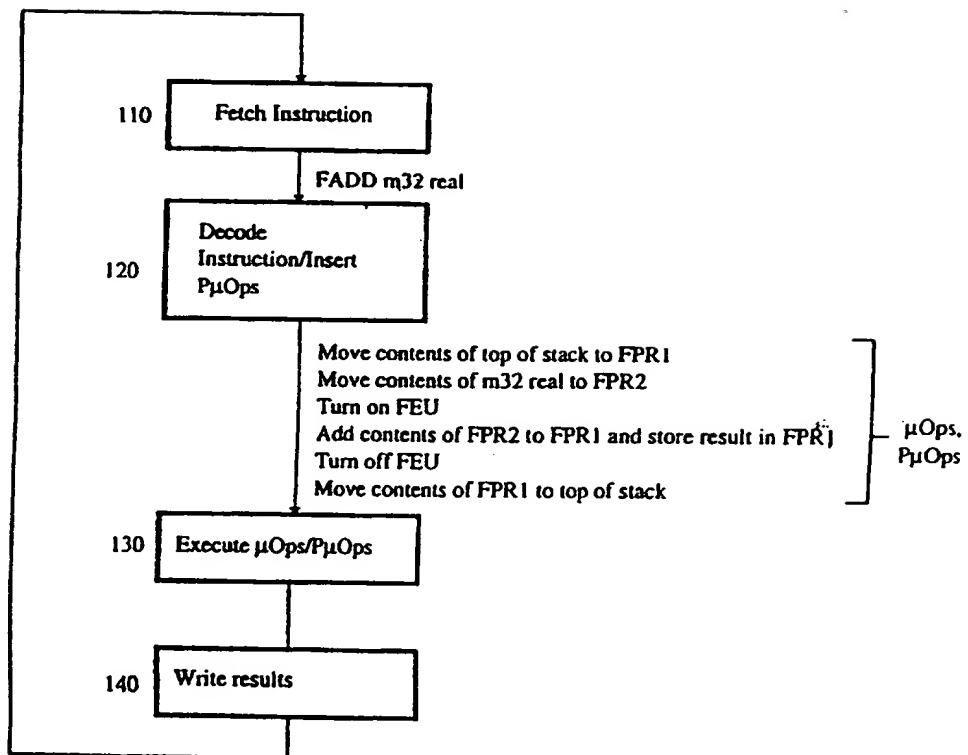 110
Fetch Instruction
FADD m32 real
120
Decode
Instruction/Insert
PμOps
Move contents of top of stack to FPR1
Move contents of m32 real to FPR2
Turn on FEU
Add contents of FPR2 to FPR1 and store result in FPR1
Turn off FEU
Move contents of FPR1 to top of stack
μOps,
PμOps
130
Execute μOps/PμOps
140
Write results